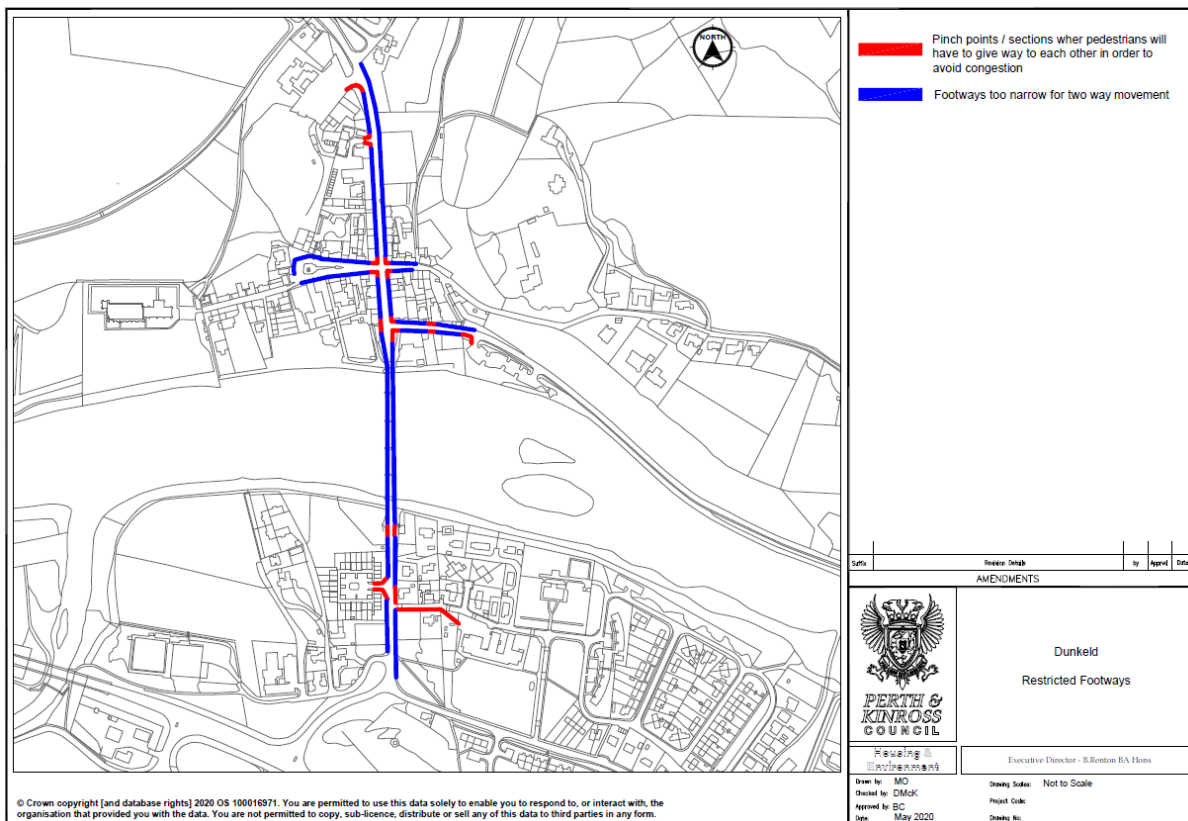 NORTH
Pinch points / sections wher pedestrians will
have to give way to each other in order to
avoid congestion
Footways too narrow for two way movement
Suffix Revision Details by Apprvd Date
AMENDMENTS
PERTH &
KINROSS
COUNCIL
Dunkeld
Restricted Footways
Housing &
Environment
Executive Director - B.Renton BA Hons
Drawn by: MO
Checked by: DMcK
Approved by: BC
Date: May 2020
Drawing Scales: Not to Scale
Project Code:
Drawing No:
© Crown copyright [and database rights] 2020 OS 100016971. You are permitted to use this data solely to enable you to respond to, or interact with, the
organisation that provided you with the data. You are not permitted to copy, sub-licence, distribute or sell any of this data to third parties in any form.